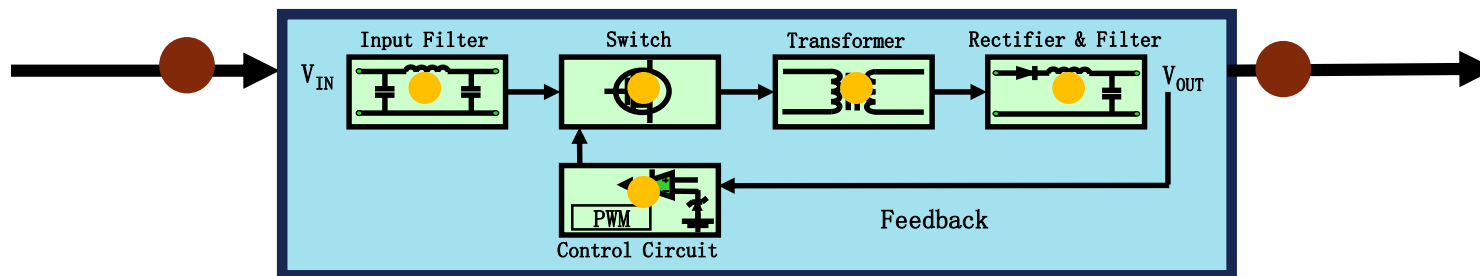 Input Filter
Switch
Transformer
Rectifier & Filter
VIN
VOUT
PWM
Feedback
Control Circuit